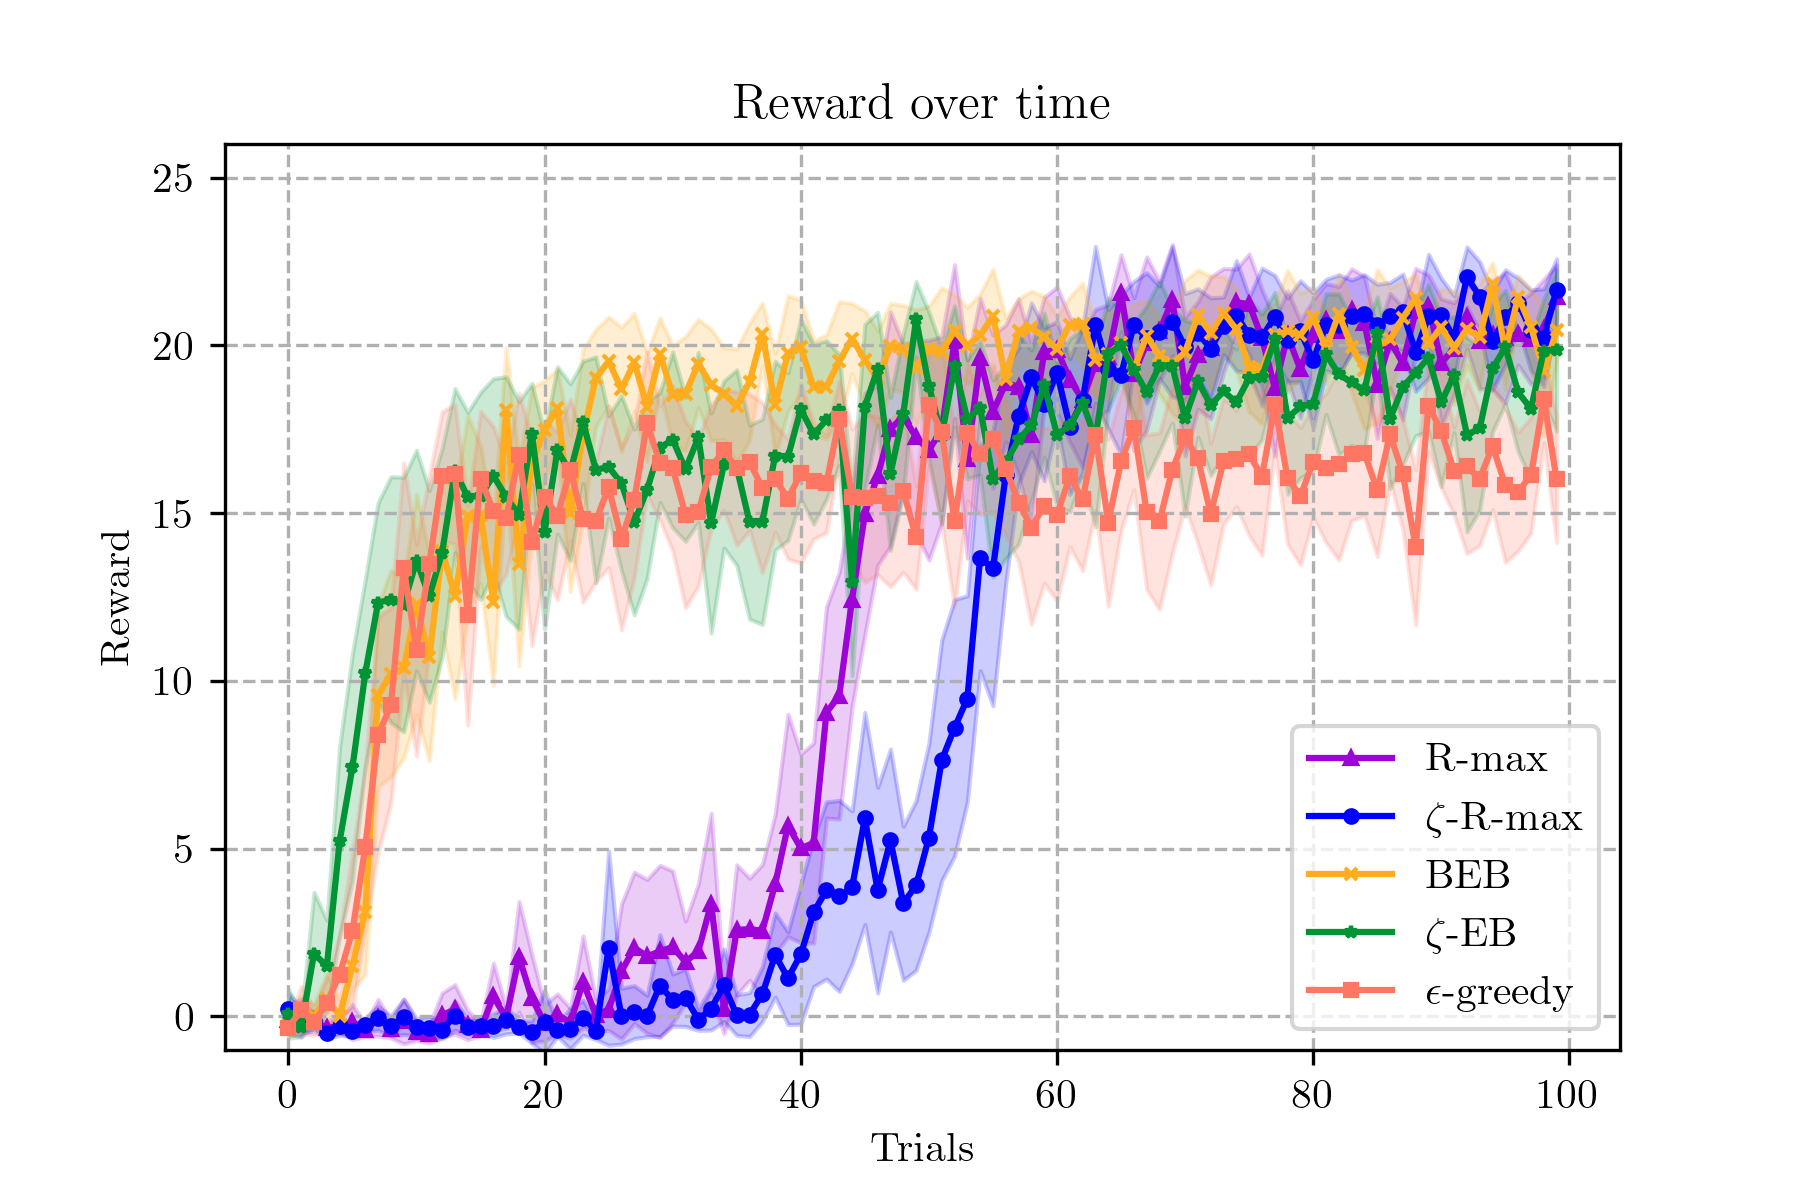 Reward over time
25
20
15
10
5
0
Reward
0 20 40 60 80 100
Trials
R-max
ζ-R-max
BEB
ζ-EB
ϵ-greedy